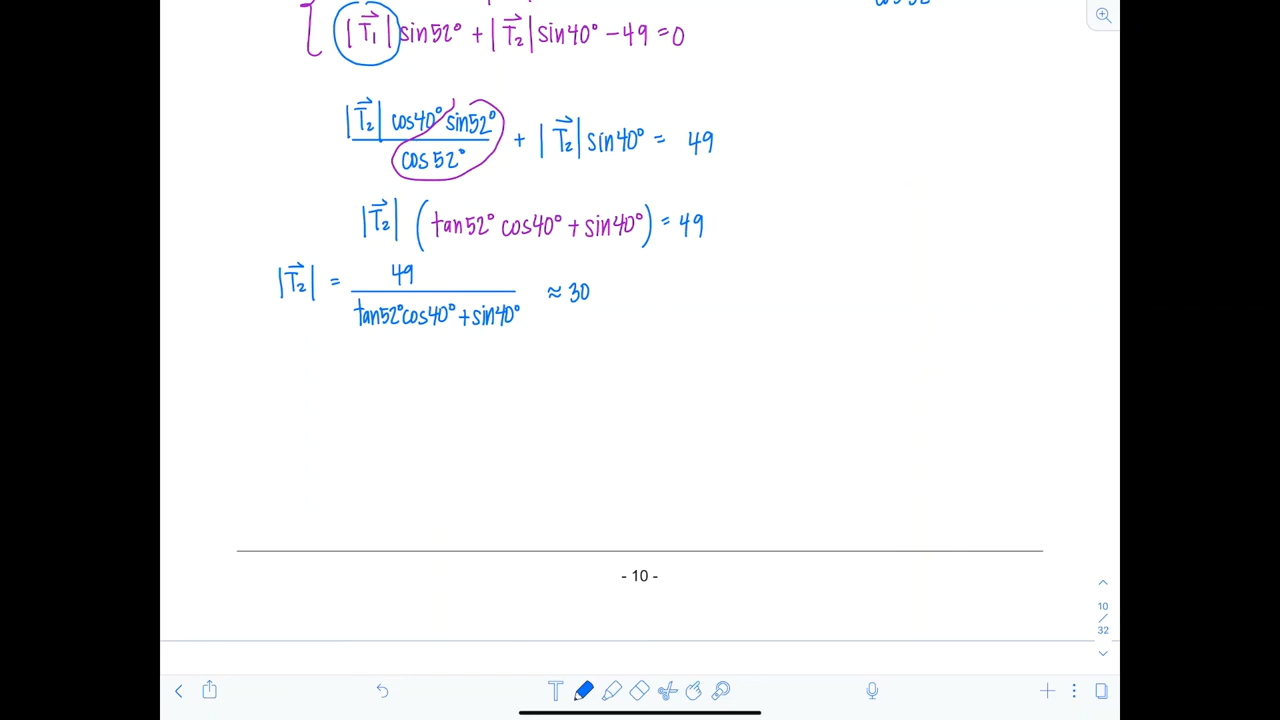 cos52°
|T₁| sin52° + |T₂| sin40° − 49 = 0
|T₂| cos40° sin52° / cos52° + |T₂| sin40° = 49
|T₂| (tan52° cos40° + sin40°) = 49
|T₂| = 49 / tan52°cos40° + sin40° ≈ 30
- 10 -
10
/
32
T